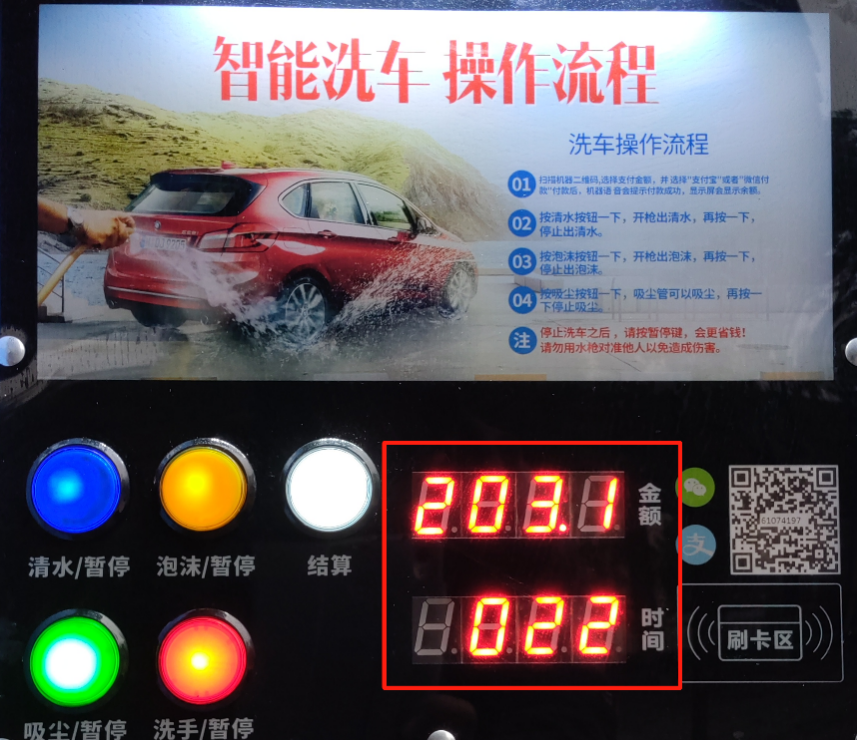 智能洗车 操作流程
洗车操作流程
01 扫描机器二维码,选择支付金额，并选择“支付宝”或着“微信付
款”付款后，机器语音会提示付款成功，显示屏会显示余额。
02 按清水按钮一下，开枪出清水，再按一下，
停止出清水。
03 按泡沫按钮一下，开枪出泡沫，再按一下，
停止出泡沫。
04 按吸尘按钮一下，吸尘管可以吸尘，再按一
下停止吸尘。
注 停止洗车之后，请按暂停键，会更省钱！
请勿用水枪对准他人以免造成伤害。
203.1
金额
61074197
支
清水/暂停
泡沫/暂停
结算
022
时间
刷卡区
吸尘/暂停
洗手/暂停